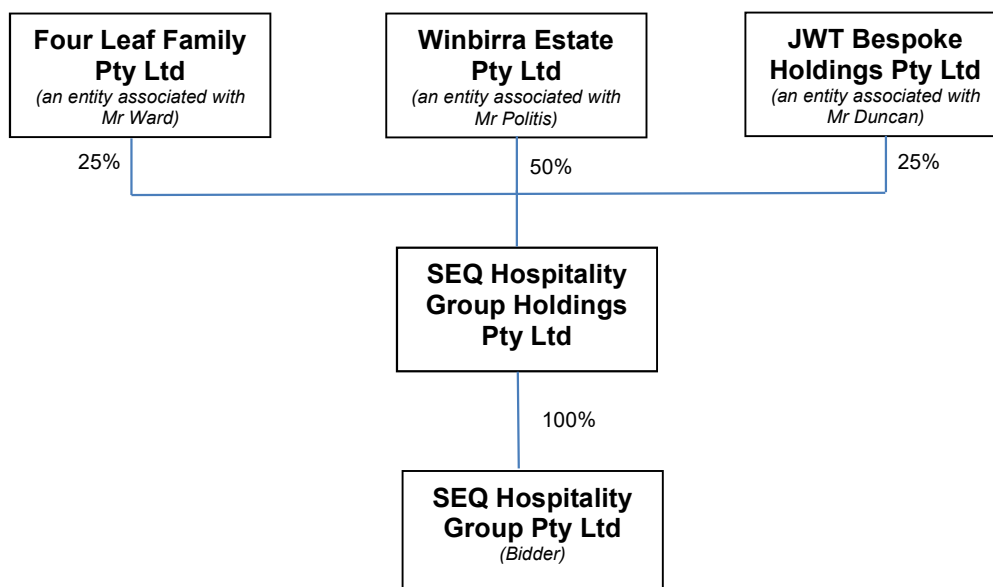 Four Leaf Family
Pty Ltd
(an entity associated with
Mr Ward)
Winbirra Estate
Pty Ltd
(an entity associated with
Mr Politis)
JWT Bespoke
Holdings Pty Ltd
(an entity associated with
Mr Duncan)
25%
50%
25%
SEQ Hospitality
Group Holdings
Pty Ltd
100%
SEQ Hospitality
Group Pty Ltd
(Bidder)